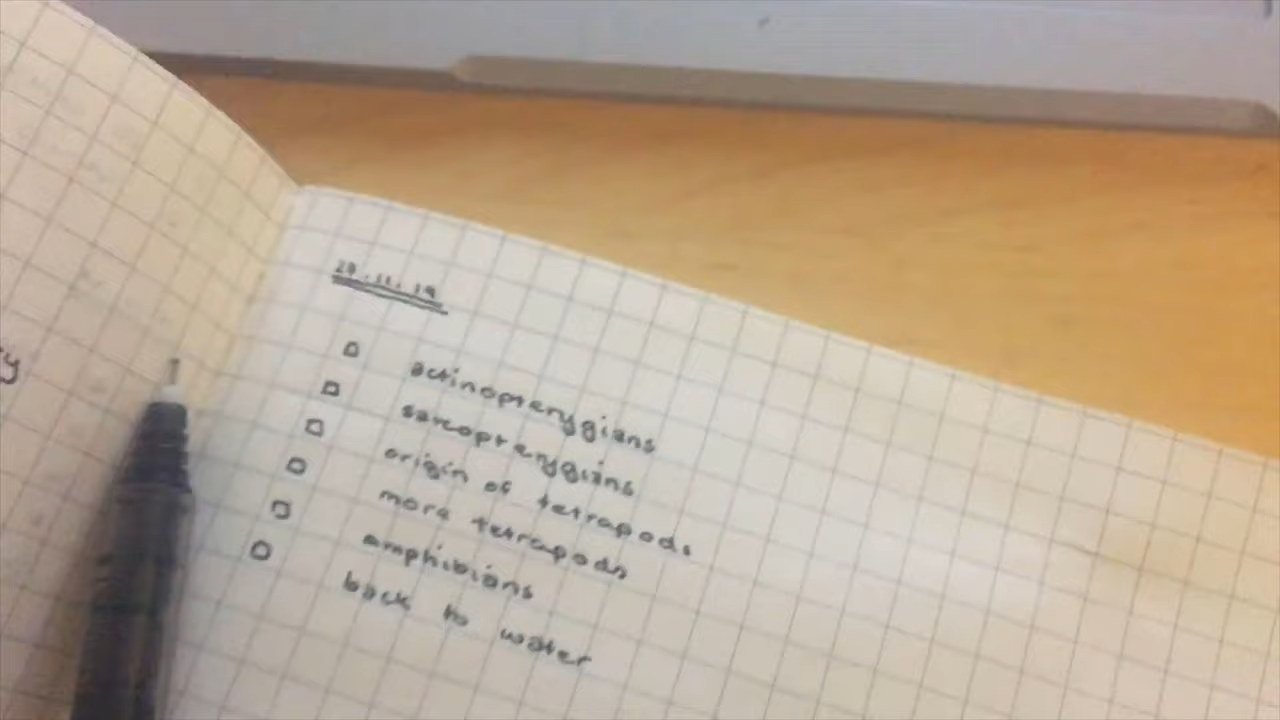 actinopterygians
sarcopterygians
origin of tetrapods
more tetrapods
amphibians
back to water